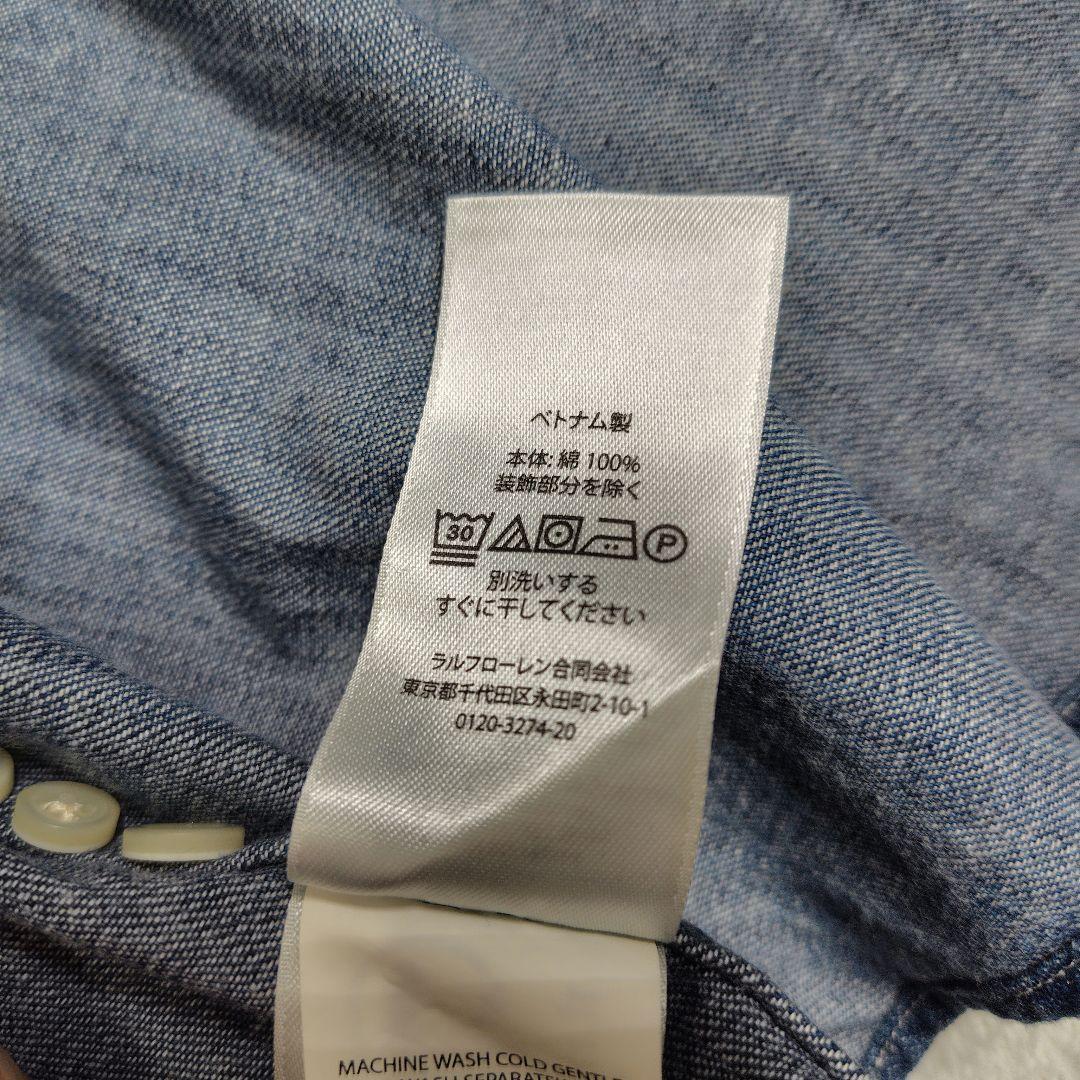 ベトナム製
本体: 綿 100%
装飾部分を除く
30 P
別洗いする
すぐに干してください
ラルフローレン合同会社
東京都千代田区永田町2-10-1
0120-3274-20
MACHINE WASH COLD GENTLE